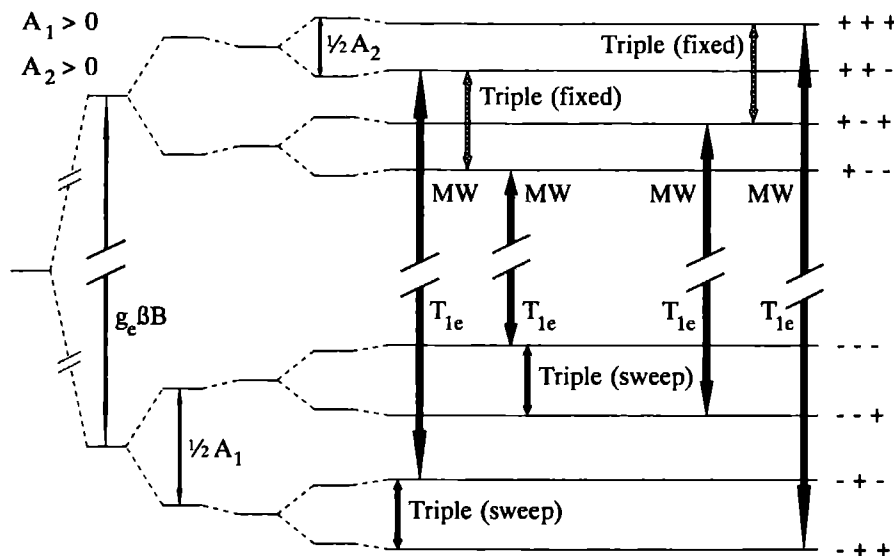 A₁ > 0
½ A₂
Triple (fixed)
+ + +
A₂ > 0
+ + -
Triple (fixed)
+ - +
+ - -
MW
MW
MW
MW
gₑßB
T₁ₑ
T₁ₑ
T₁ₑ
T₁ₑ
- - -
Triple (sweep)
- - +
½ A₁
- + -
Triple (sweep)
- + +